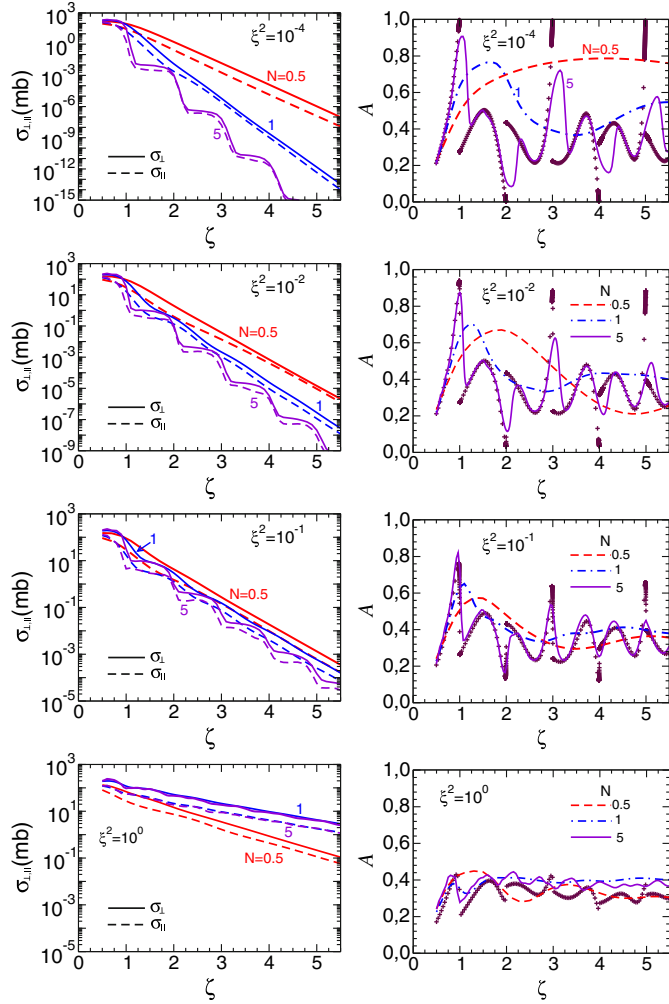 ξ²=10⁻⁴
10³
10⁰
10⁻³
10⁻⁶
10⁻⁹
10⁻¹²
10⁻¹⁵
σ⊥,||(mb)
N=0.5
1
5
σ⊥
σ||
0 1 2 3 4 5
ζ
ξ²=10⁻⁴
1,0
0,8
0,6
0,4
0,2
0,0
A
N=0.5
1
5
0 1 2 3 4 5
ζ
ξ²=10⁻²
10³
10¹
10⁻¹
10⁻³
10⁻⁵
10⁻⁷
10⁻⁹
σ⊥,||(mb)
N=0.5
1
5
σ⊥
σ||
0 1 2 3 4 5
ζ
ξ²=10⁻²
1,0
0,8
0,6
0,4
0,2
0,0
A
N
0.5
1
5
0 1 2 3 4 5
ζ
ξ²=10⁻¹
10³
10¹
10⁻¹
10⁻³
10⁻⁵
σ⊥,||(mb)
1
N=0.5
5
σ⊥
σ||
0 1 2 3 4 5
ζ
ξ²=10⁻¹
1,0
0,8
0,6
0,4
0,2
0,0
A
N
0.5
1
5
0 1 2 3 4 5
ζ
10³
10¹
10⁻¹
10⁻³
10⁻⁵
σ⊥,||(mb)
1
5
ξ²=10⁰
N=0.5
σ⊥
σ||
0 1 2 3 4 5
ζ
ξ²=10⁰
1,0
0,8
0,6
0,4
0,2
0,0
A
N
0.5
1
5
0 1 2 3 4 5
ζ